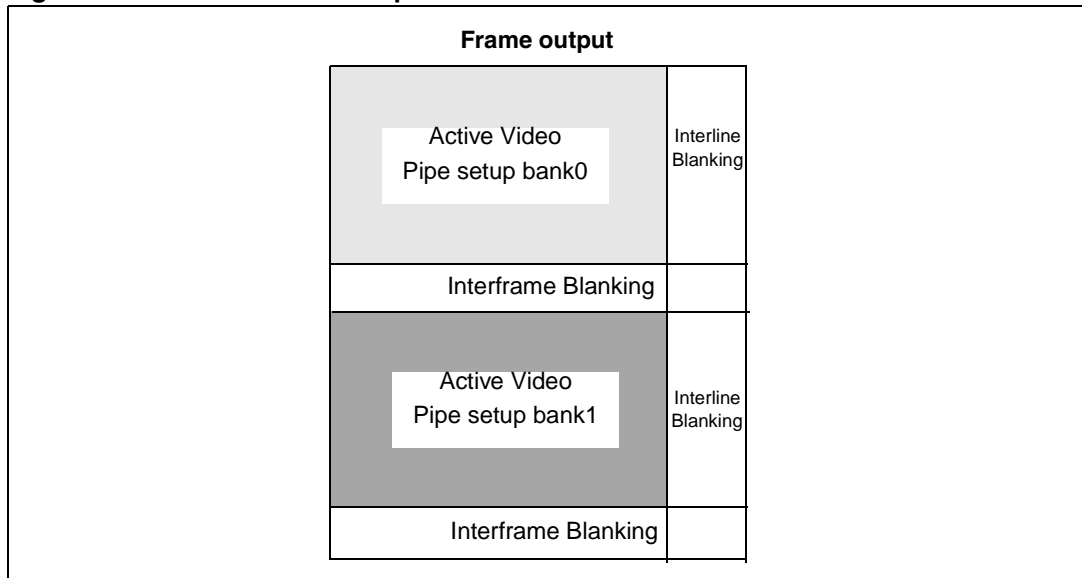 Frame output
Active Video
Pipe setup bank0
Interline
Blanking
Interframe Blanking
Active Video
Pipe setup bank1
Interline
Blanking
Interframe Blanking